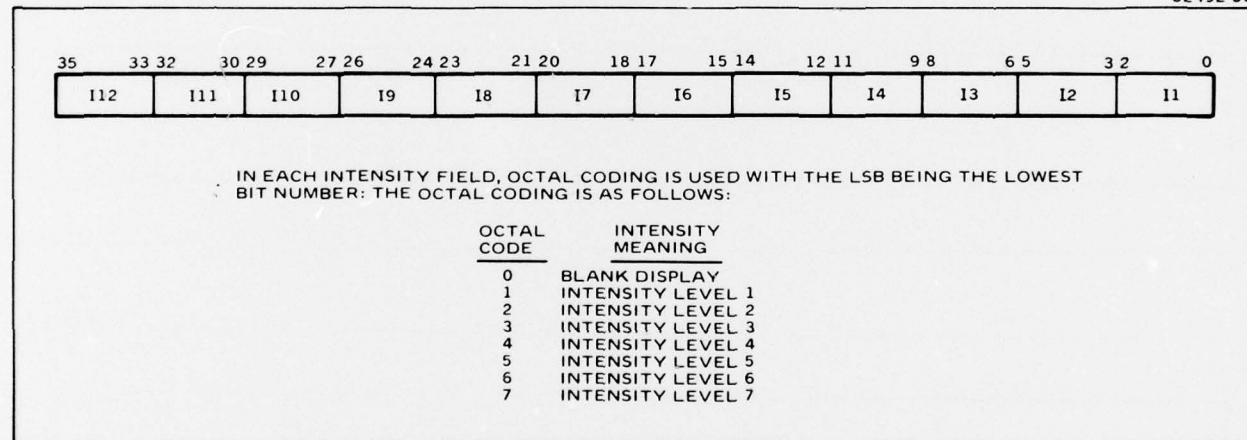 35 33 32 30 29 27 26 24 23 21 20 18 17 15 14 12 11 9 8 6 5 3 2 0
I12 I11 I10 I9 I8 I7 I6 I5 I4 I3 I2 I1
IN EACH INTENSITY FIELD, OCTAL CODING IS USED WITH THE LSB BEING THE LOWEST
BIT NUMBER: THE OCTAL CODING IS AS FOLLOWS:
OCTAL INTENSITY
CODE MEANING
0 BLANK DISPLAY
1 INTENSITY LEVEL 1
2 INTENSITY LEVEL 2
3 INTENSITY LEVEL 3
4 INTENSITY LEVEL 4
5 INTENSITY LEVEL 5
6 INTENSITY LEVEL 6
7 INTENSITY LEVEL 7